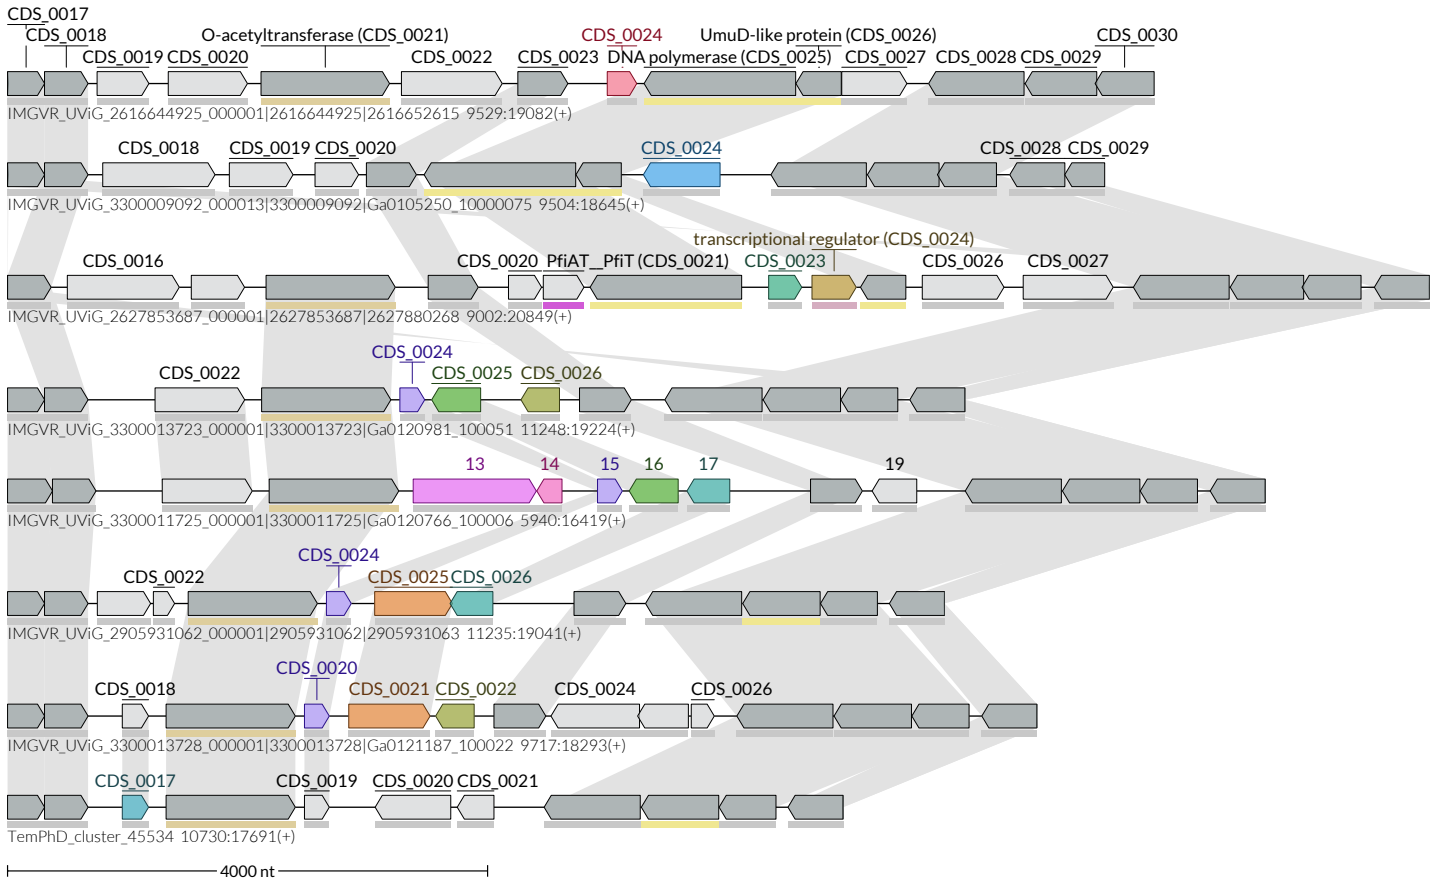 CDS_0017
CDS_0018 O-acetyltransferase (CDS_0021) CDS_0024 UmuD-like protein (CDS_0026) CDS_0030
CDS_0019 CDS_0020 CDS_0022 CDS_0023 DNA polymerase (CDS_0025) CDS_0027 CDS_0028 CDS_0029
IMGVR_UViG_2616644925_000001|2616644925|2616652615 9529:19082(+)
CDS_0018 CDS_0019 CDS_0020 CDS_0024 CDS_0028 CDS_0029
IMGVR_UViG_3300009092_000013|3300009092|Ga0105250_10000075 9504:18645(+)
transcriptional regulator (CDS_0024)
CDS_0016 CDS_0020 PfiAT__PfiT (CDS_0021) CDS_0023 CDS_0026 CDS_0027
IMGVR_UViG_2627853687_000001|2627853687|2627880268 9002:20849(+)
CDS_0024
CDS_0022 CDS_0025 CDS_0026
IMGVR_UViG_3300013723_000001|3300013723|Ga0120981_100051 11248:19224(+)
13 14 15 16 17 19
IMGVR_UViG_3300011725_000001|3300011725|Ga0120766_100006 5940:16419(+)
CDS_0024
CDS_0022 CDS_0025 CDS_0026
IMGVR_UViG_2905931062_000001|2905931062|2905931063 11235:19041(+)
CDS_0020
CDS_0018 CDS_0021 CDS_0022 CDS_0024 CDS_0026
IMGVR_UViG_3300013728_000001|3300013728|Ga0121187_100022 9717:18293(+)
CDS_0017 CDS_0019 CDS_0020 CDS_0021
TemPhD_cluster_45534 10730:17691(+)
4000 nt